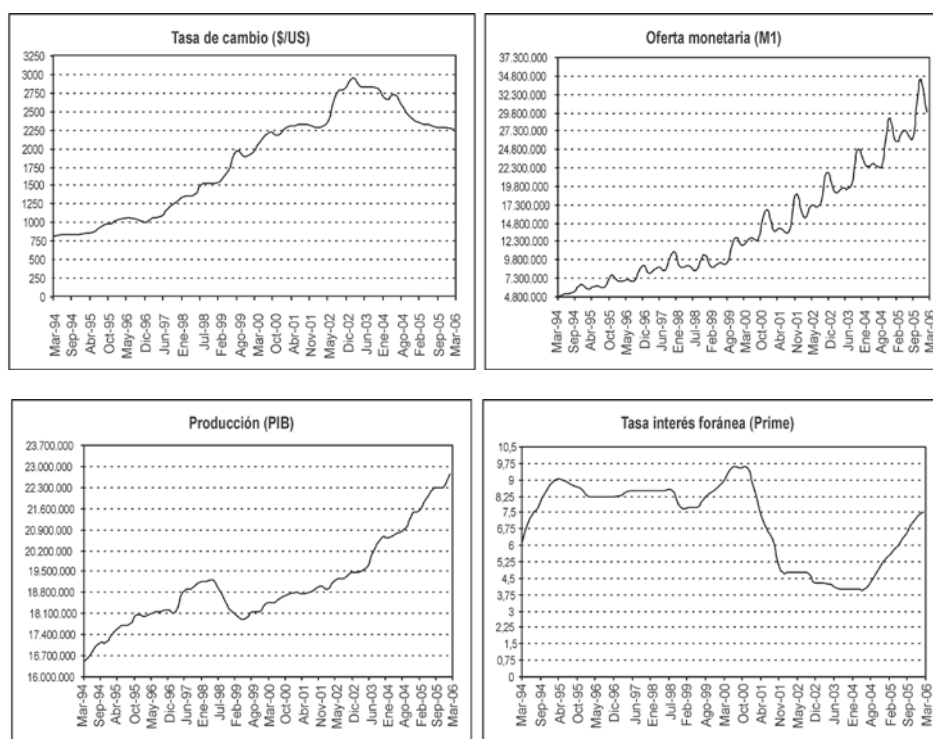 Tasa de cambio ($/US)
3250
3000
2750
2500
2250
2000
1750
1500
1250
1000
750
500
250
0
Mar-94
Sep-94
Abr-95
Oct-95
May-96
Dic-96
Jun-97
Ene-98
Jul-98
Feb-99
Ago-99
Mar-00
Oct-00
Abr-01
Nov-01
May-02
Dic-02
Jun-03
Ene-04
Ago-04
Feb-05
Sep-05
Mar-06
Oferta monetaria (M1)
37.300.000
34.800.000
32.300.000
29.800.000
27.300.000
24.800.000
22.300.000
19.800.000
17.300.000
14.800.000
12.300.000
9.800.000
7.300.000
4.800.000
Mar-94
Sep-94
Abr-95
Oct-95
May-96
Dic-96
Jun-97
Ene-98
Jul-98
Feb-99
Ago-99
Mar-00
Oct-00
Abr-01
Nov-01
May-02
Dic-02
Jun-03
Ene-04
Ago-04
Feb-05
Sep-05
Mar-06
Producción (PIB)
23.700.000
23.000.000
22.300.000
21.600.000
20.900.000
20.200.000
19.500.000
18.800.000
18.100.000
17.400.000
16.700.000
16.000.000
Mar-94
Sep-94
Abr-95
Oct-95
May-96
Dic-96
Jun-97
Ene-98
Jul-98
Feb-99
Ago-99
Mar-00
Oct-00
Abr-01
Nov-01
May-02
Dic-02
Jun-03
Ene-04
Ago-04
Feb-05
Sep-05
Mar-06
Tasa interés foránea (Prime)
10,5
9,75
9
8,25
7,5
6,75
6
5,25
4,5
3,75
3
2,25
1,5
0,75
0
Mar-94
Sep-94
Abr-95
Oct-95
May-96
Dic-96
Jun-97
Ene-98
Jul-98
Feb-99
Ago-99
Mar-00
Oct-00
Abr-01
Nov-01
May-02
Dic-02
Jun-03
Ene-04
Ago-04
Feb-05
Sep-05
Mar-06